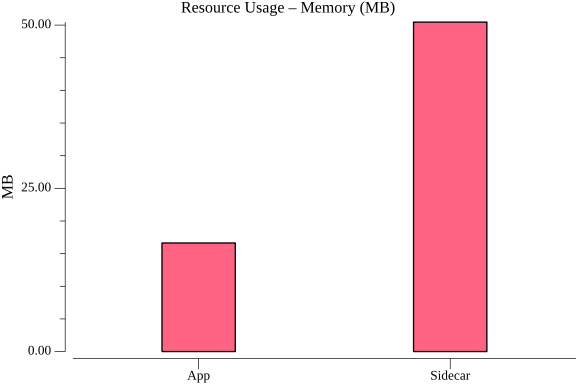 Resource Usage – Memory (MB)
50.00
25.00
0.00
MB
App
Sidecar